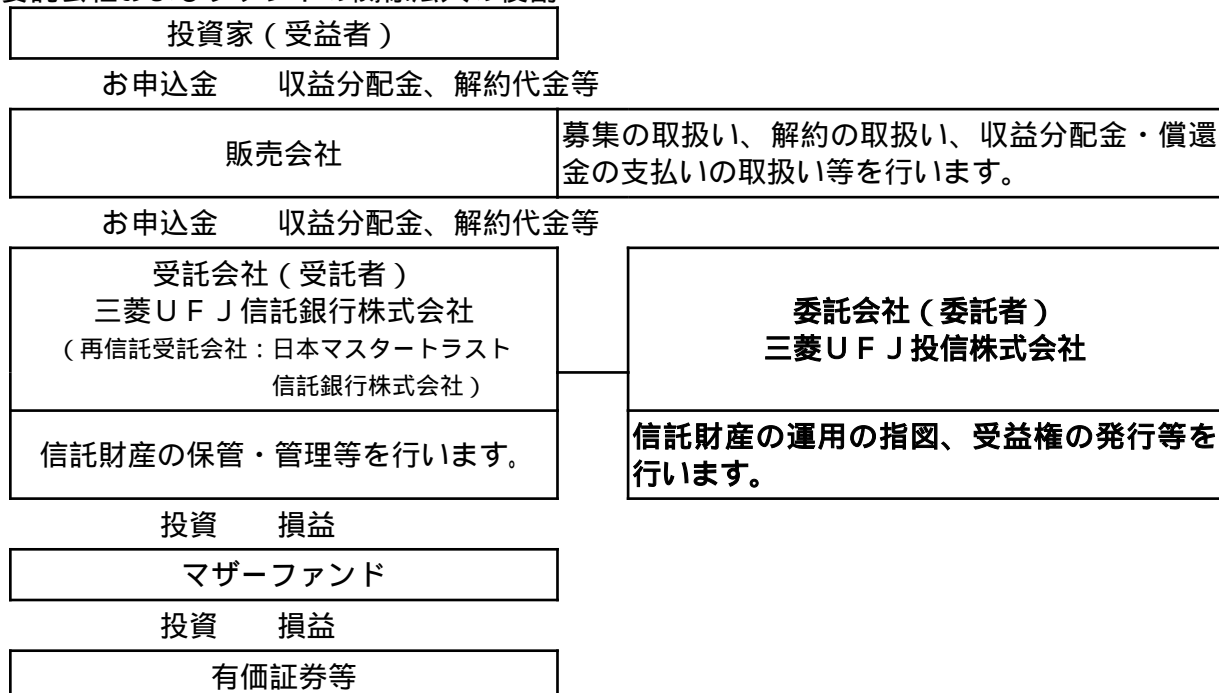 投資家（受益者）
お申込金　収益分配金、解約代金等
販売会社
募集の取扱い、解約の取扱い、収益分配金・償還
金の支払いの取扱い等を行います。
お申込金　収益分配金、解約代金等
受託会社（受託者）
三菱ＵＦＪ信託銀行株式会社
（再信託受託会社：日本マスタートラスト
信託銀行株式会社）
信託財産の保管・管理等を行います。
委託会社（委託者）
三菱ＵＦＪ投信株式会社
信託財産の運用の指図、受益権の発行等を
行います。
投資　損益
マザーファンド
投資　損益
有価証券等